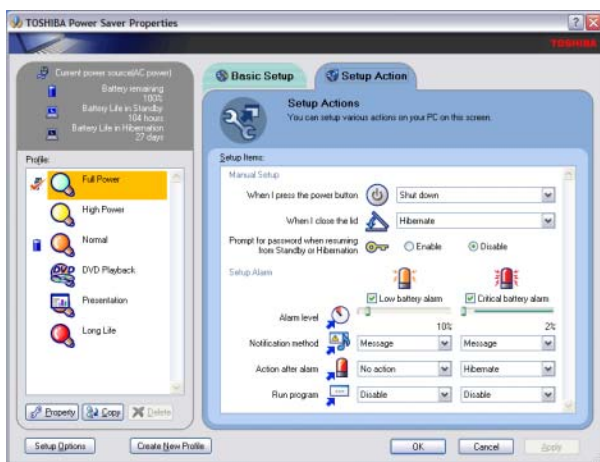 TOSHIBA Power Saver Properties
TOSHIBA
Current power source(AC power)
Battery remaining
100%
Battery Life in Standby
104 hours
Battery Life in Hibernation
27 days
Profile:
Full Power
High Power
Normal
DVD
DVD Playback
Presentation
Long Life
Property
Copy
Delete
Setup Options
Create New Profile
Basic Setup
Setup Action
Setup Actions
You can setup various actions on your PC on this screen.
Setup Items:
Manual Setup
When I press the power button
Shut down
When I close the lid
Hibernate
Prompt for password when resuming
from Standby or Hibernation
Enable
Disable
Setup Alarm
Low battery alarm
Critical battery alarm
Alarm level
10%
2%
Notification method
Message
Message
Action after alarm
No action
Hibernate
Run program
Disable
Disable
OK
Cancel
Apply